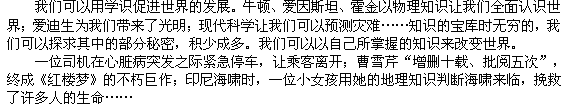 我们可以用学识促进世界的发展。牛顿、爱因斯坦、霍金以物理知识让我们全面认识世
界；爱迪生为我们带来了光明；现代科学让我们可以预测灾难……知识的宝库时无穷的，我
们可以探求其中的部分秘密，积少成多。我们可以以自己所掌握的知识来改变世界。
一位司机在心脏病突发之际紧急停车，让乘客离开；曹雪芹“增删十载、批阅五次”，
终成《红楼梦》的不朽巨作；印尼海啸时，一位小女孩用她的地理知识判断海啸来临，挽救
了许多人的生命……